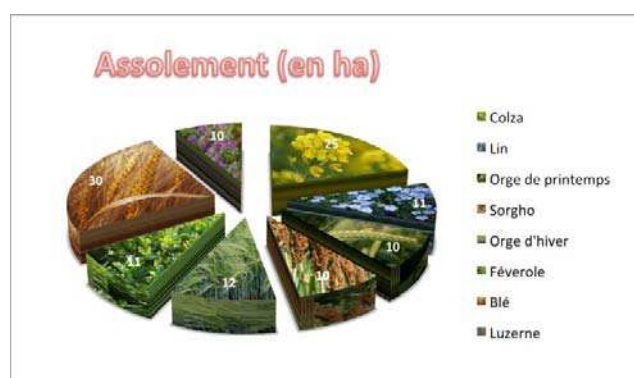 Assolement (en ha)
10
25
30
11
10
11
12
10
Colza
Lin
Orge de printemps
Sorgho
Orge d'hiver
Féverole
Blé
Luzerne